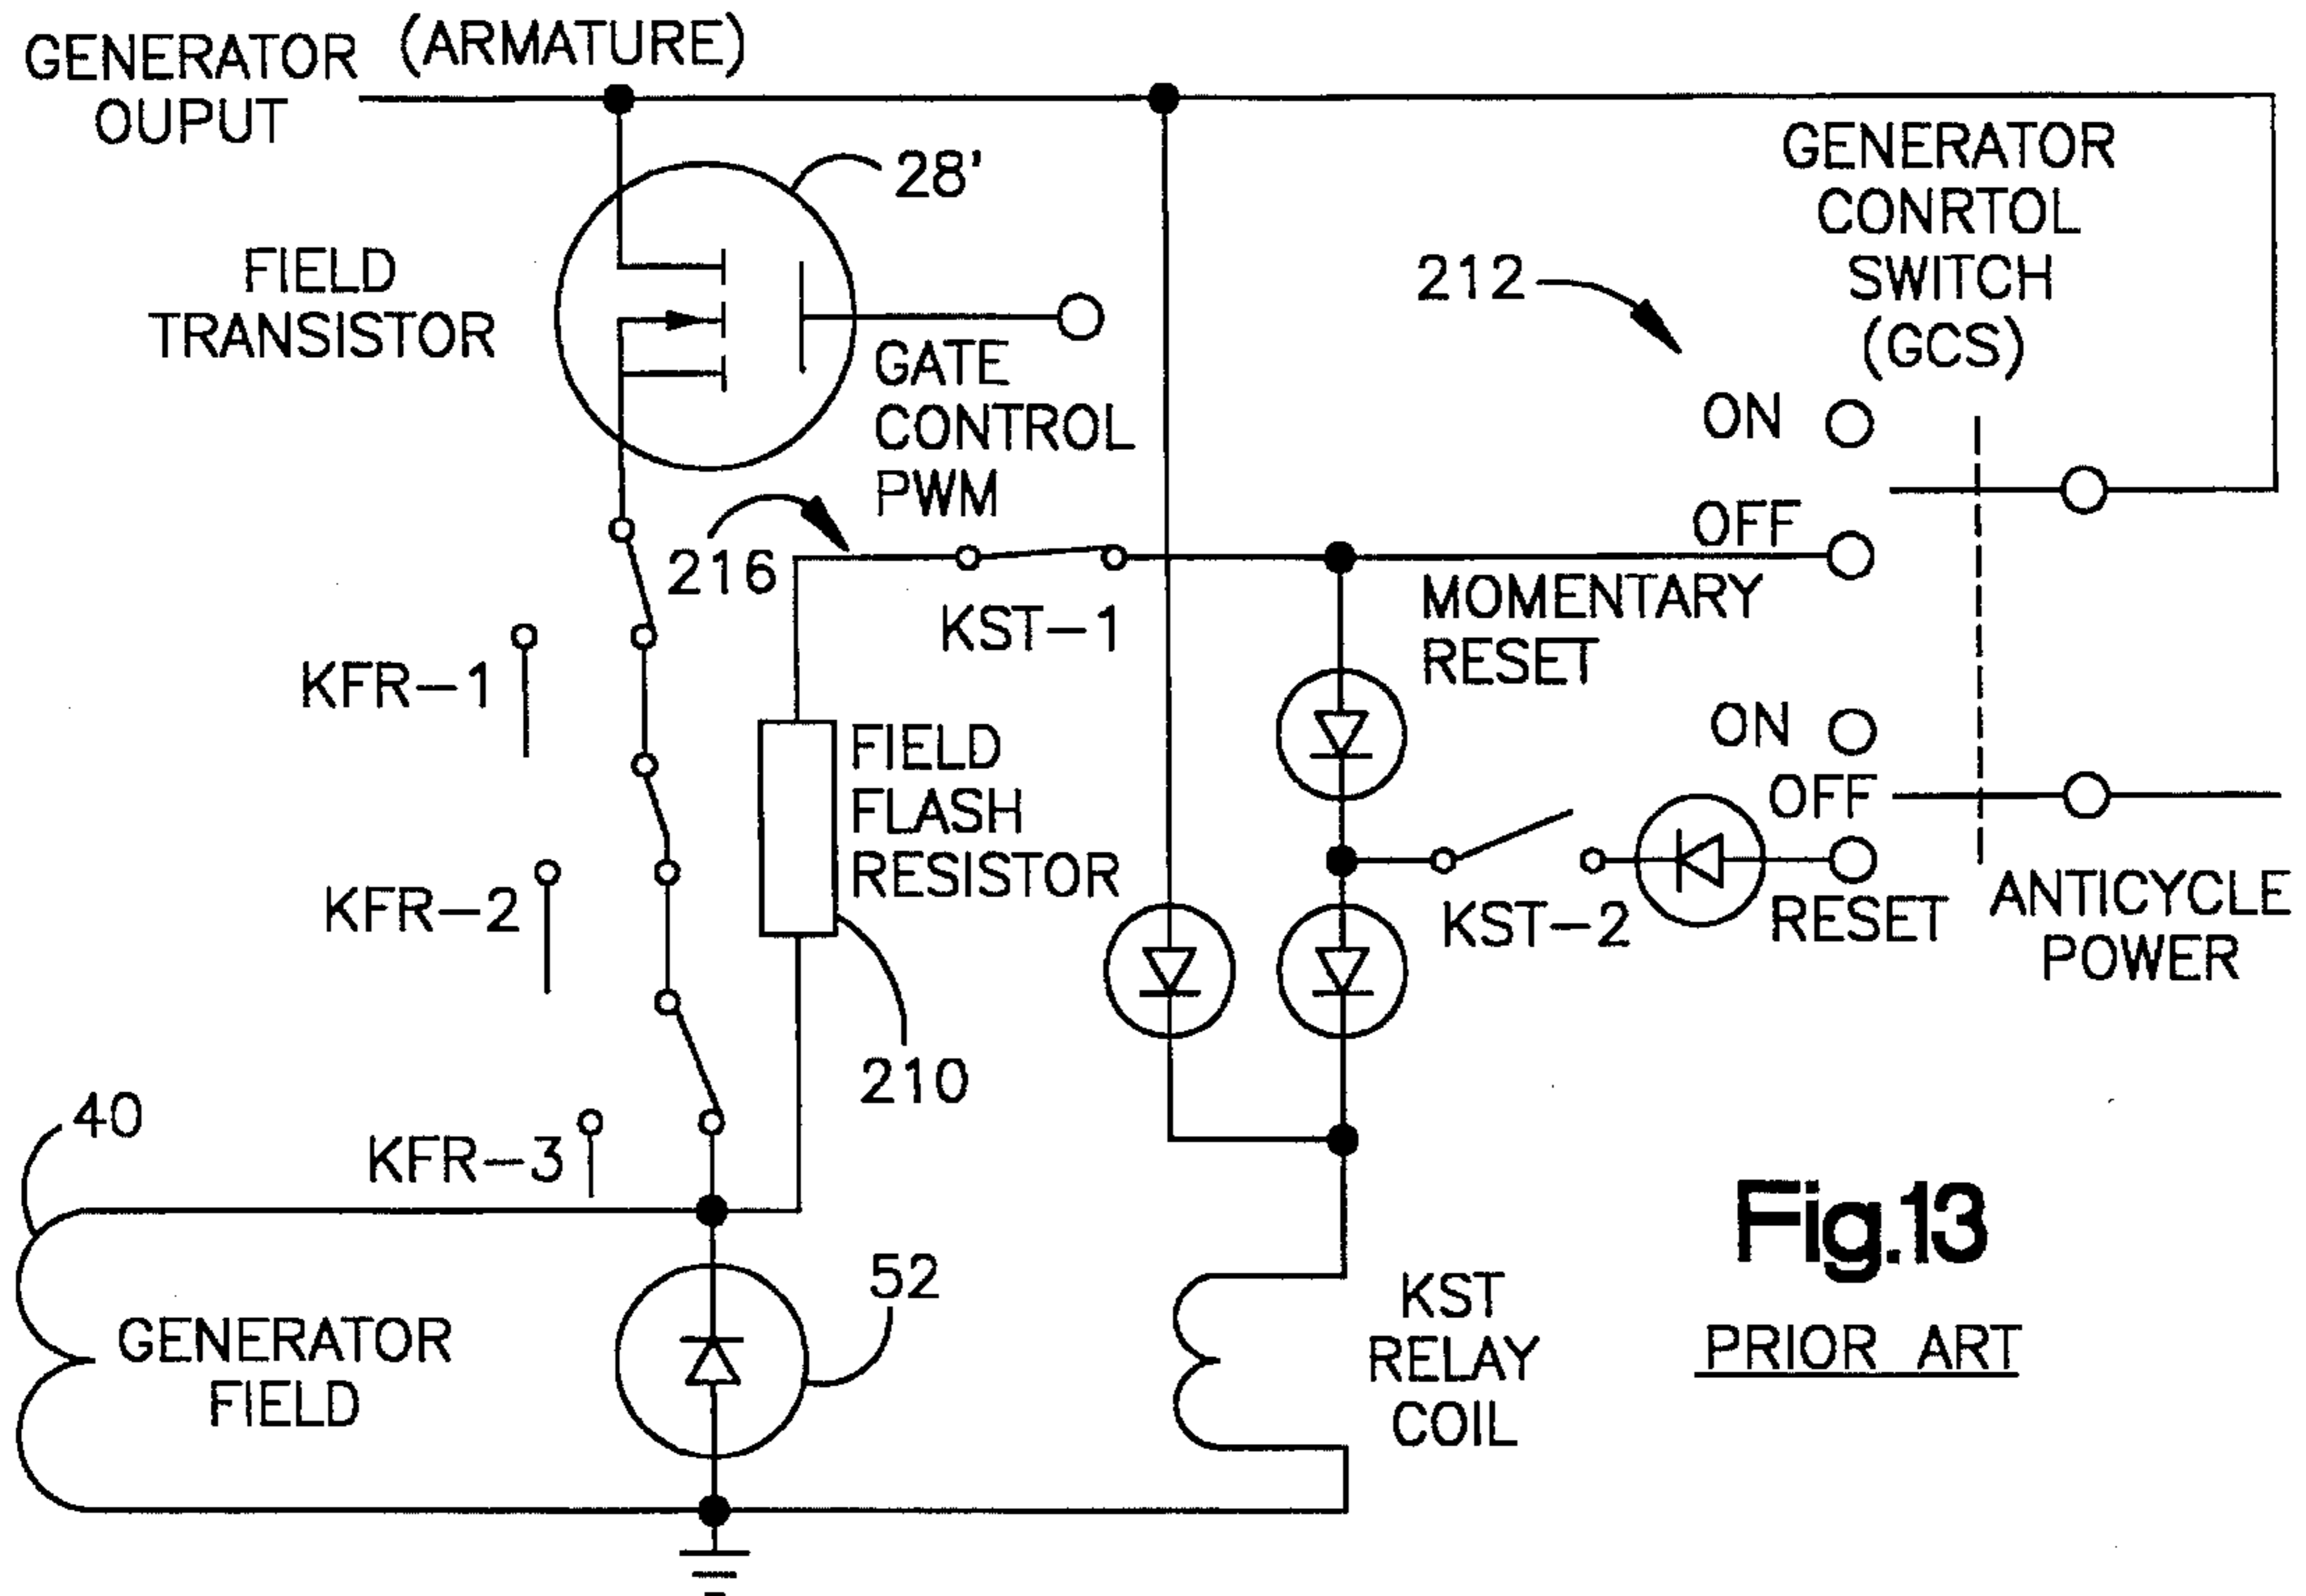 GENERATOR (ARMATURE)
OUPUT
28'
FIELD
TRANSISTOR
GATE
CONTROL
PWM
GENERATOR
CONRTOL
SWITCH
(GCS)
212
ON
OFF
216
KST-1
MOMENTARY
RESET
KFR-1
FIELD
FLASH
RESISTOR
ON
OFF
KFR-2
KST-2
RESET
ANTICYCLE
POWER
210
40
KFR-3
52
GENERATOR
FIELD
KST
RELAY
COIL
Fig.13
PRIOR ART